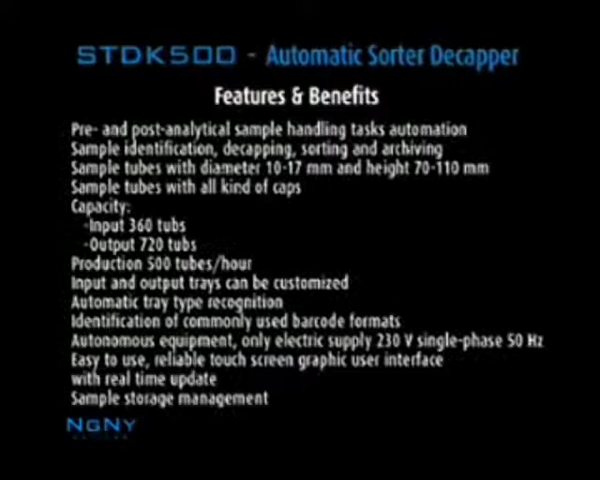 STDK500 - Automatic Sorter Decapper
Features & Benefits
Pre- and post-analytical sample handling tasks automation
Sample identification, decapping, sorting and archiving
Sample tubes with diameter 10-17 mm and height 70-110 mm
Sample tubes with all kind of caps
Capacity:
-Input 360 tubs
-Output 720 tubs
Production 500 tubes/hour
Input and output trays can be customized
Automatic tray type recognition
Identification of commonly used barcode formats
Autonomous equipment, only electric supply 230 V single-phase 50 Hz
Easy to use, reliable touch screen graphic user interface
with real time update
Sample storage management
NGNY